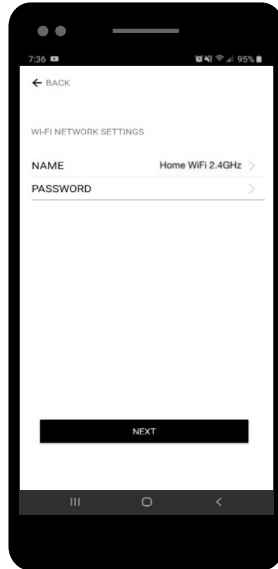 7:36 95%
← BACK
WI-FI NETWORK SETTINGS
NAME Home WiFi 2.4GHz >
PASSWORD >
NEXT